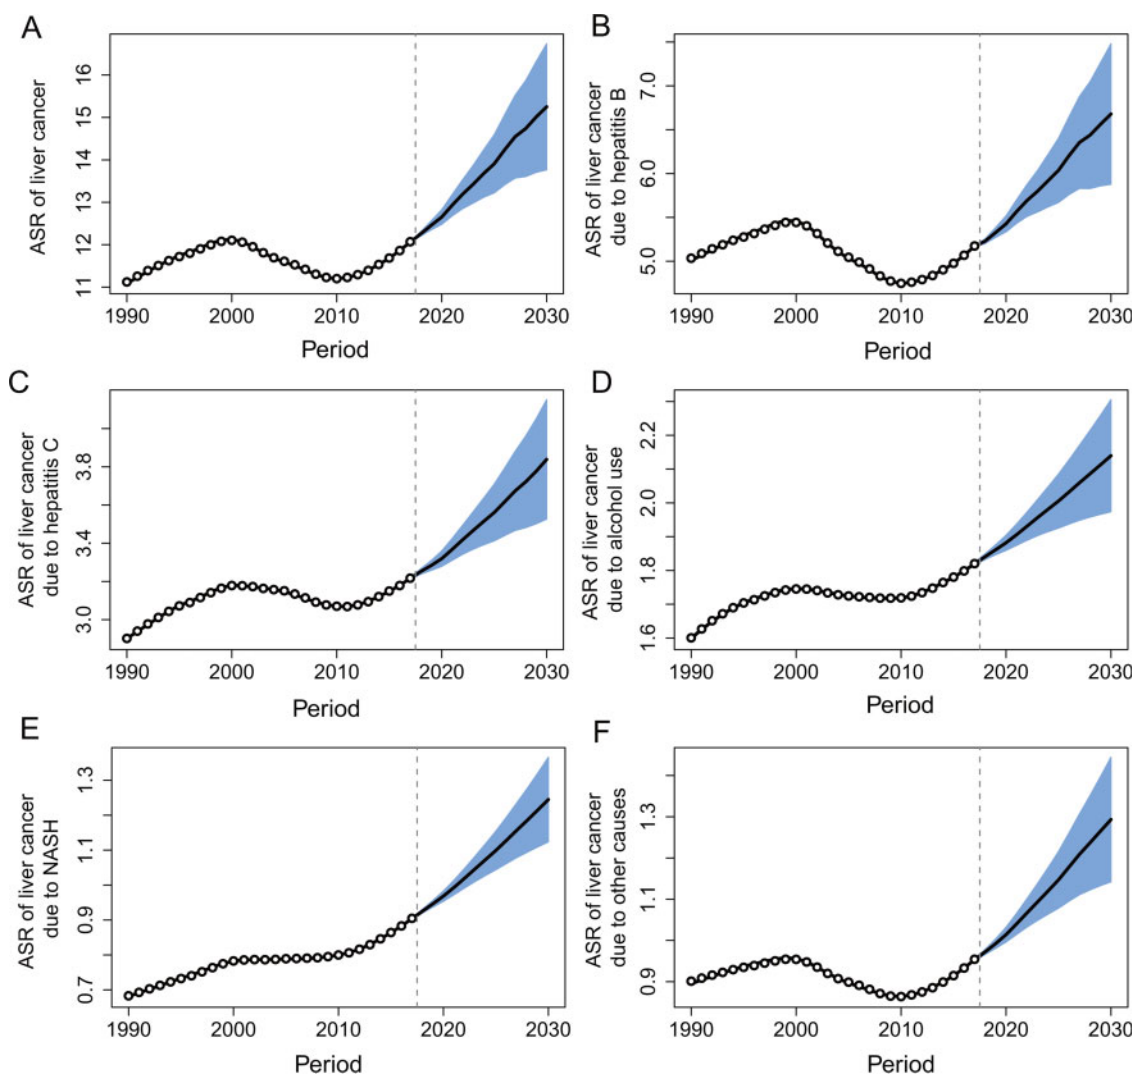 A
ASR of liver cancer
16
15
14
13
12
11
1990 2000 2010 2020 2030
Period
B
ASR of liver cancer
due to hepatitis B
7.0
6.0
5.0
1990 2000 2010 2020 2030
Period
C
ASR of liver cancer
due to hepatitis C
3.8
3.4
3.0
1990 2000 2010 2020 2030
Period
D
ASR of liver cancer
due to alcohol use
2.2
2.0
1.8
1.6
1990 2000 2010 2020 2030
Period
E
ASR of liver cancer
due to NASH
1.3
1.1
0.9
0.7
1990 2000 2010 2020 2030
Period
F
ASR of liver cancer
due to other causes
1.3
1.1
0.9
1990 2000 2010 2020 2030
Period